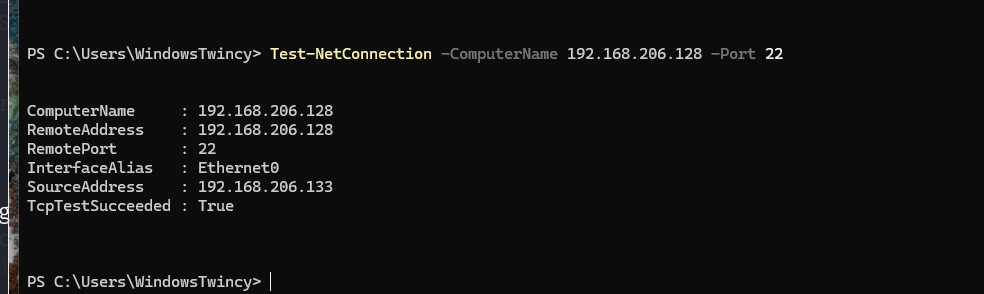 PS C:\Users\WindowsTwincy> Test-NetConnection -ComputerName 192.168.206.128 -Port 22
ComputerName     : 192.168.206.128
RemoteAddress    : 192.168.206.128
RemotePort       : 22
InterfaceAlias   : Ethernet0
SourceAddress    : 192.168.206.133
TcpTestSucceeded : True
g
PS C:\Users\WindowsTwincy>